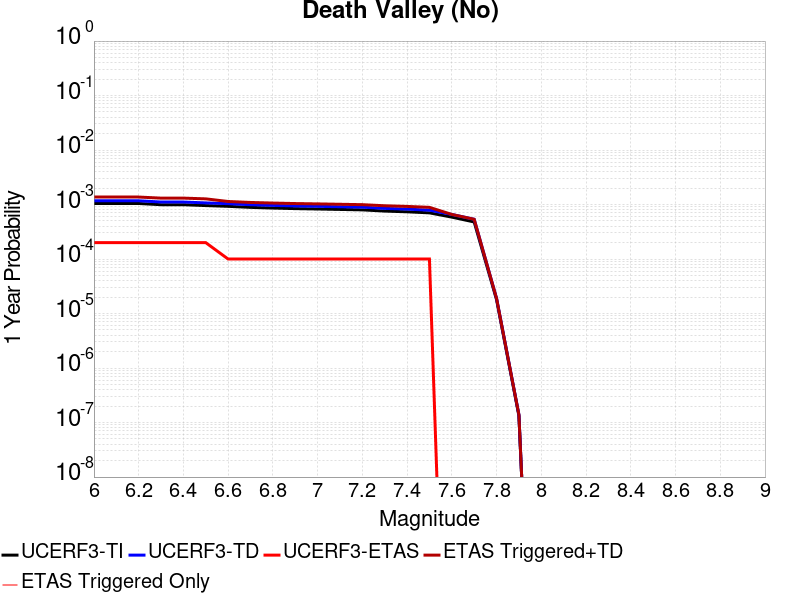 Death Valley (No)
10^0
10^-1
10^-2
10^-3
10^-4
10^-5
10^-6
10^-7
10^-8
1 Year Probability
6 6.2 6.4 6.6 6.8 7 7.2 7.4 7.6 7.8 8 8.2 8.4 8.6 8.8 9
Magnitude
UCERF3-TI UCERF3-TD UCERF3-ETAS ETAS Triggered+TD
ETAS Triggered Only